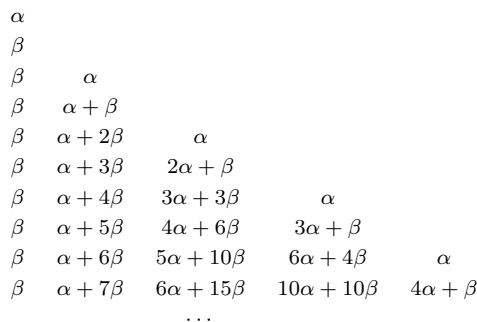 α
β
β α
β α + β
β α + 2β α
β α + 3β 2α + β
β α + 4β 3α + 3β α
β α + 5β 4α + 6β 3α + β
β α + 6β 5α + 10β 6α + 4β α
β α + 7β 6α + 15β 10α + 10β 4α + β
...